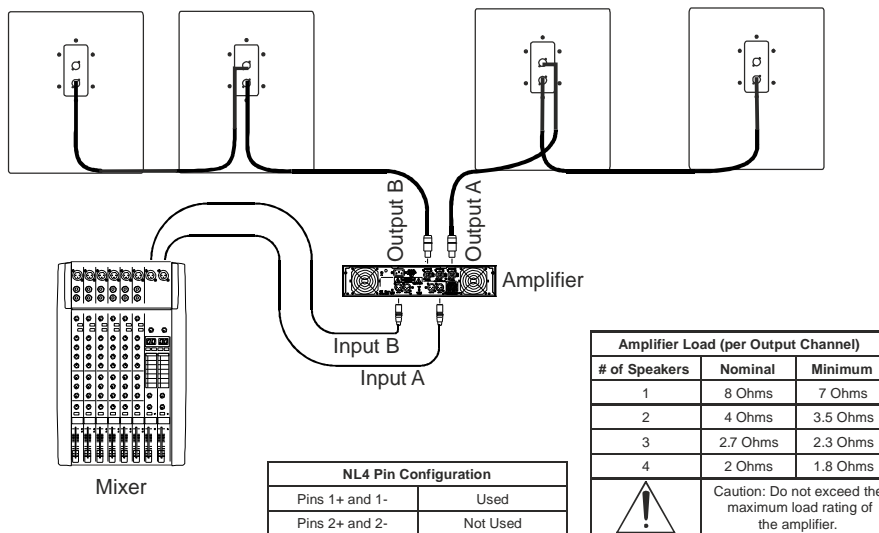 Output B
Output A
Amplifier
Input B
Input A
Mixer
NL4 Pin Configuration
Pins 1+ and 1- Used
Pins 2+ and 2- Not Used
Amplifier Load (per Output Channel)
# of Speakers Nominal Minimum
1 8 Ohms 7 Ohms
2 4 Ohms 3.5 Ohms
3 2.7 Ohms 2.3 Ohms
4 2 Ohms 1.8 Ohms
Caution: Do not exceed the
maximum load rating of
the amplifier.